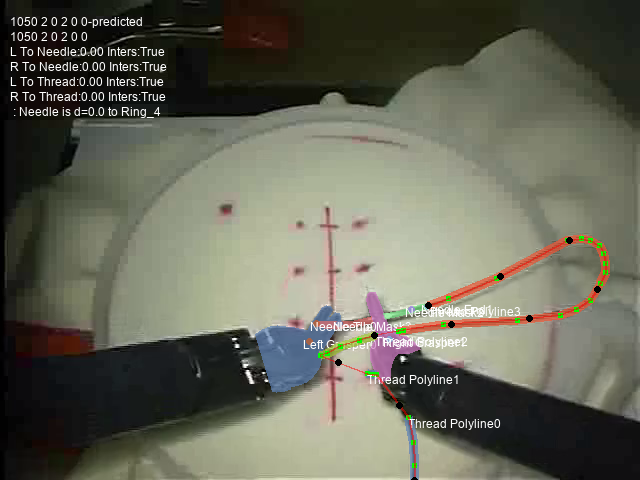 1050 2 0 2 0 0-predicted
1050 2 0 2 0 0
L To Needle:0.00 Inters:True
R To Needle:0.00 Inters:True
L To Thread:0.00 Inters:True
R To Thread:0.00 Inters:True
: Needle is d=0.0 to Ring_4
Left Grasper
Right Grasper
Thread Polyline1
Thread Polyline0